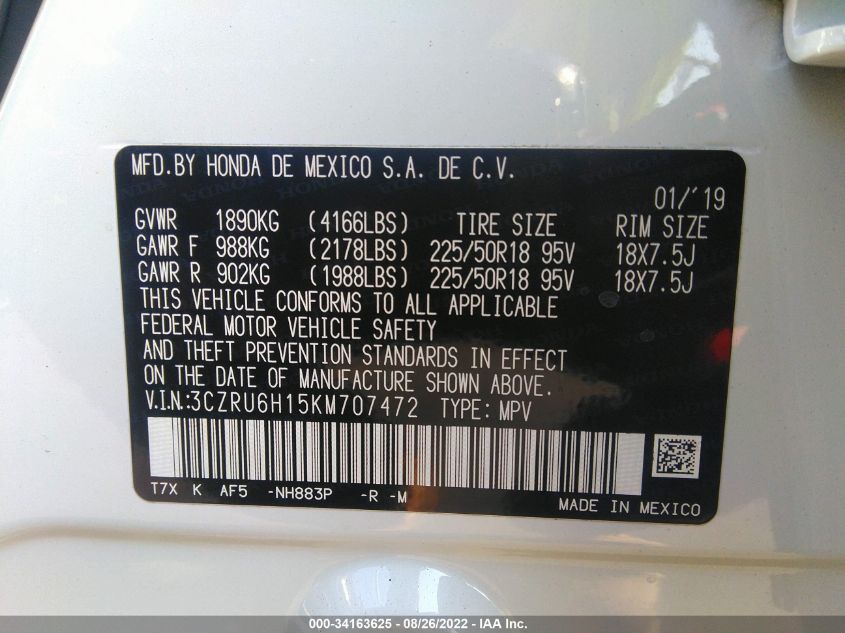 MFD.BY HONDA DE MEXICO S.A. DE C.V.
01/'19
GVWR 1890KG (4166LBS) TIRE SIZE RIM SIZE
GAWR F 988KG (2178LBS) 225/50R18 95V 18X7.5J
GAWR R 902KG (1988LBS) 225/50R18 95V 18X7.5J
THIS VEHICLE CONFORMS TO ALL APPLICABLE
FEDERAL MOTOR VEHICLE SAFETY
AND THEFT PREVENTION STANDARDS IN EFFECT
ON THE DATE OF MANUFACTURE SHOWN ABOVE.
V.I.N.:3CZRU6H15KM707472 TYPE: MPV
T7X K AF5 -NH883P -R -M
MADE IN MEXICO
000-34163625 - 08/26/2022 - IAAI Inc.